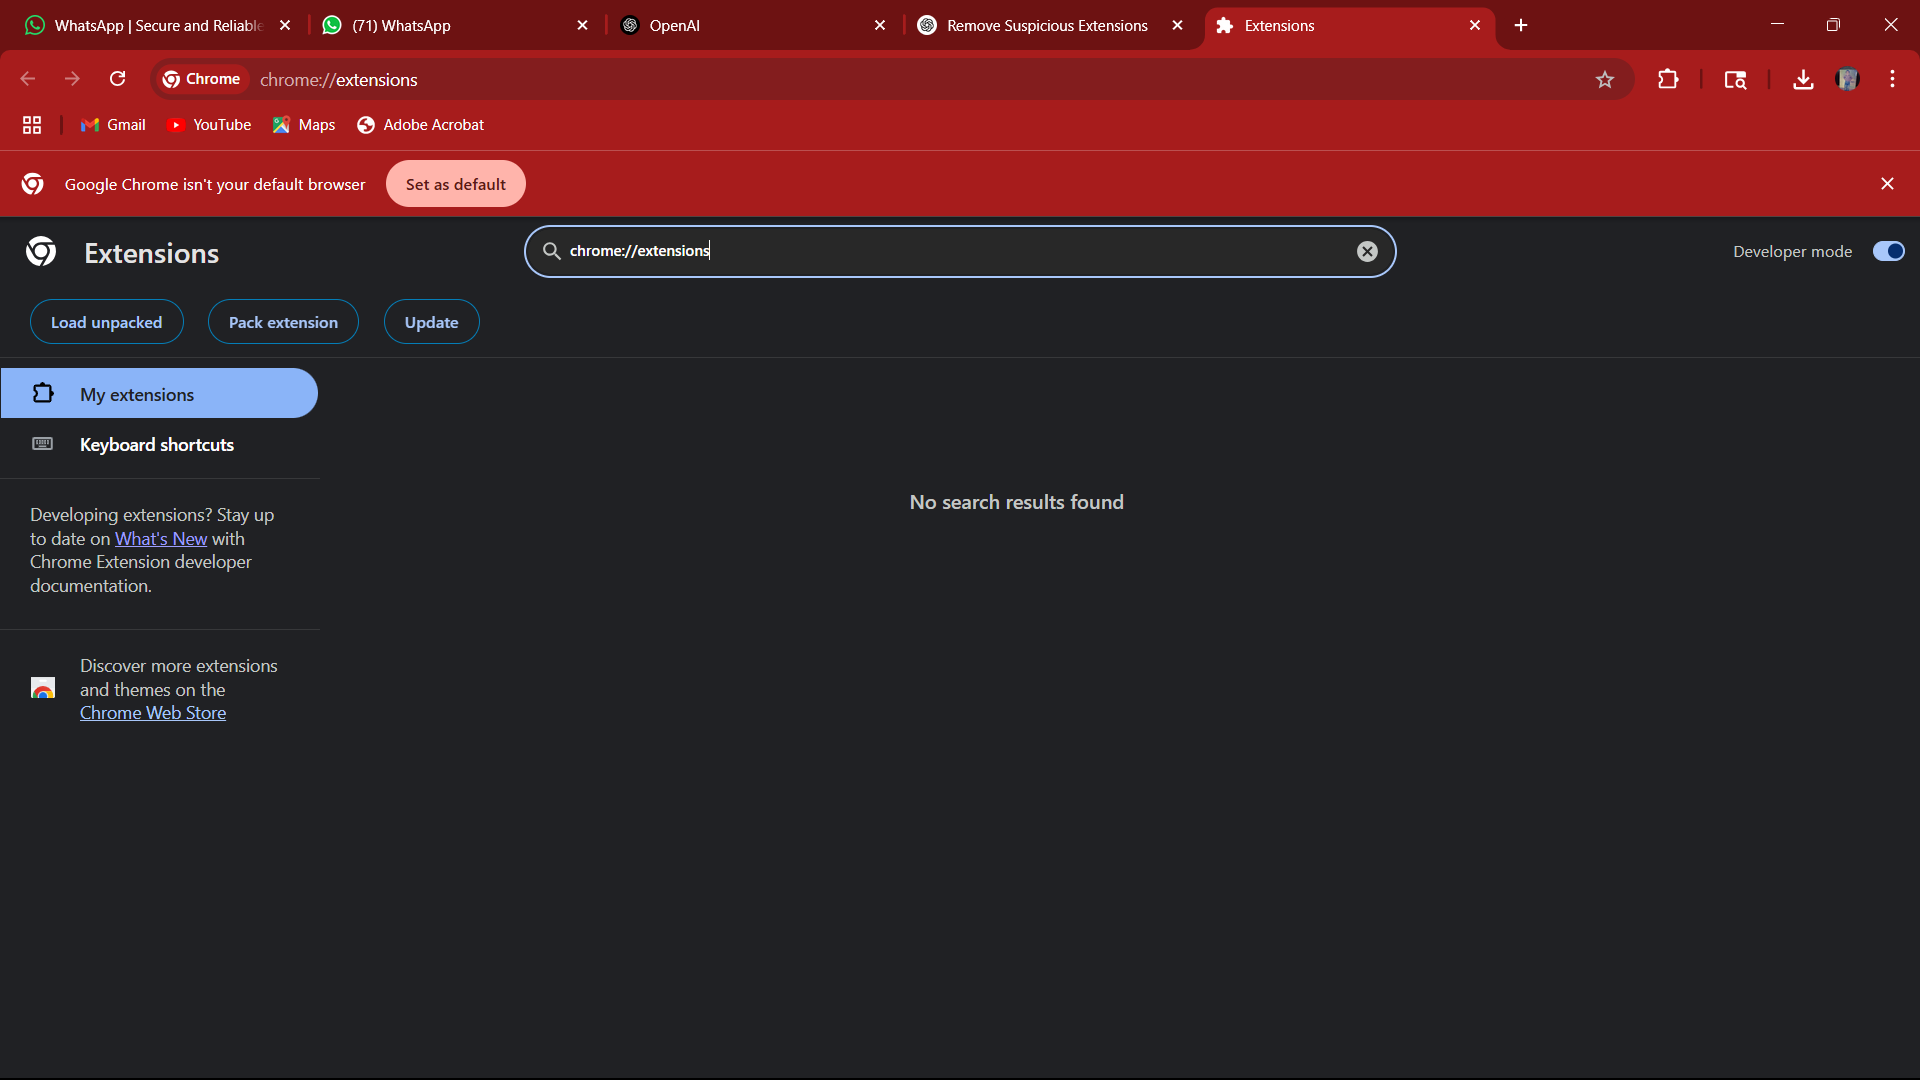 WhatsApp | Secure and Reliable
(71) WhatsApp
OpenAI
Remove Suspicious Extensions
Extensions
Chrome
chrome://extensions
Gmail
YouTube
Maps
Adobe Acrobat
Google Chrome isn't your default browser
Set as default
Extensions
chrome://extensions
Developer mode
Load unpacked
Pack extension
Update
My extensions
Keyboard shortcuts
No search results found
Developing extensions? Stay up
to date on What's New with
Chrome Extension developer
documentation.
Discover more extensions
and themes on the
Chrome Web Store